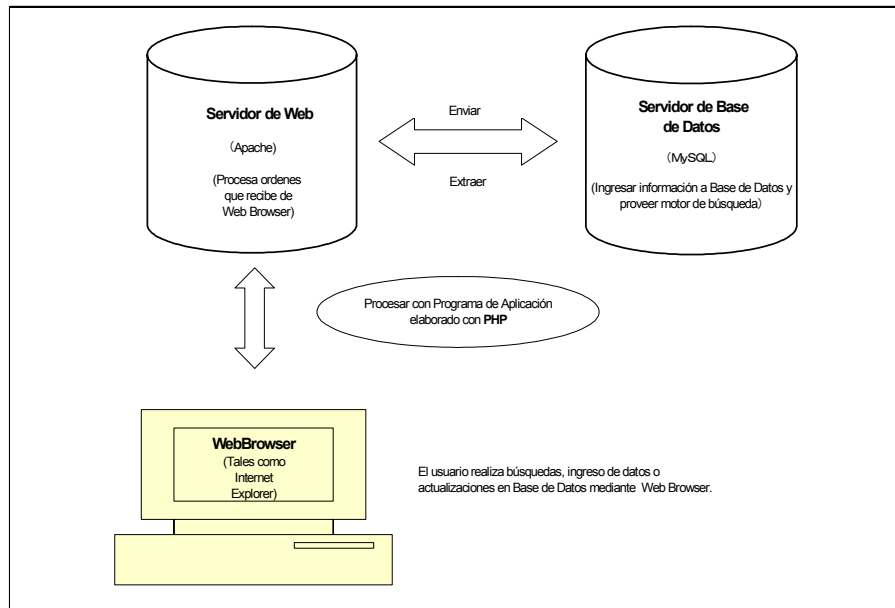 Servidor de Web
(Apache)
(Procesa ordenes
que recibe de
Web Browser)
Enviar
Extraer
Servidor de Base
de Datos
(MySQL)
(Ingresar información a Base de Datos y
proveer motor de búsqueda)
Procesar con Programa de Aplicación
elaborado con PHP
WebBrowser
(Tales como
Internet
Explorer)
El usuario realiza búsquedas, ingreso de datos o
actualizaciones en Base de Datos mediante Web Browser.